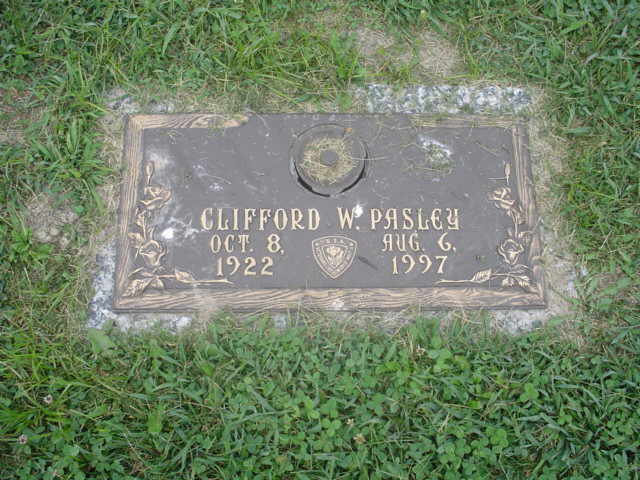 CLIFFORD W. PASLEY
OCT. 8, AUG. 6,
1922 1997